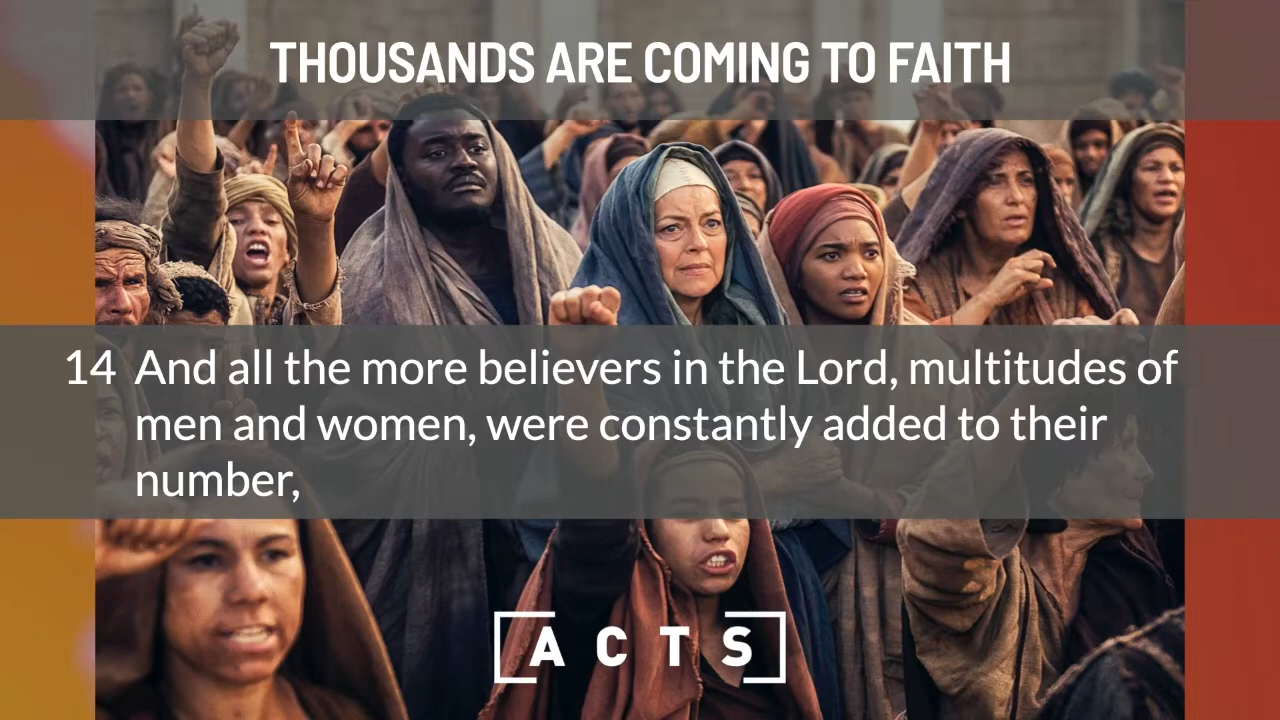 THOUSANDS ARE COMING TO FAITH
14 And all the more believers in the Lord, multitudes of
men and women, were constantly added to their
number,
[ACTS]